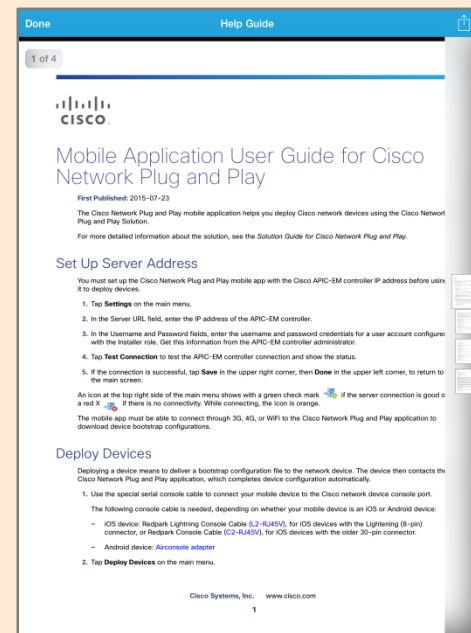 Done
Help Guide
1 of 4
CISCO
Mobile Application User Guide for Cisco
Network Plug and Play
First Published: 2015-07-23
The Cisco Network Plug and Play mobile application helps you deploy Cisco network devices using the Cisco Network
Plug and Play Solution.
For more detailed information about the solution, see the Solution Guide for Cisco Network Plug and Play.
Set Up Server Address
You must set up the Cisco Network Plug and Play mobile app with the Cisco APIC-EM controller IP address before using
it to deploy devices.
1. Tap Settings on the main menu.
2. In the Server URL field, enter the IP address of the APIC-EM controller.
3. In the Username and Password fields, enter the username and password credentials for a user account configured
with the Installer role. Get this information from the APIC-EM controller administrator.
4. Tap Test Connection to test the APIC-EM controller connection and show the status.
5. If the connection is successful, tap Save in the upper right corner, then Done in the upper left corner, to return to
the main screen.
An icon at the top right side of the main menu shows with a green check mark if the server connection is good o
a red X if there is no connectivity. While connecting, the icon is orange.
The mobile app must be able to connect through 3G, 4G, or WiFi to the Cisco Network Plug and Play application to
download device bootstrap configurations.
Deploy Devices
Deploying a device means to deliver a bootstrap configuration file to the network device. The device then contacts the
Cisco Network Plug and Play application, which completes device configuration automatically.
1. Use the special serial console cable to connect your mobile device to the Cisco network device console port.
The following console cable is needed, depending on whether your mobile device is an iOS or Android device:
– iOS device: Redpark Lightning Console Cable (L2-RJ45V), for iOS devices with the Lightening (8-pin)
connector, or Redpark Console Cable (C2-RJ45V), for iOS devices with the older 30-pin connector.
– Android device: Airconsole adapter
2. Tap Deploy Devices on the main menu.
Cisco Systems, Inc. www.cisco.com
1